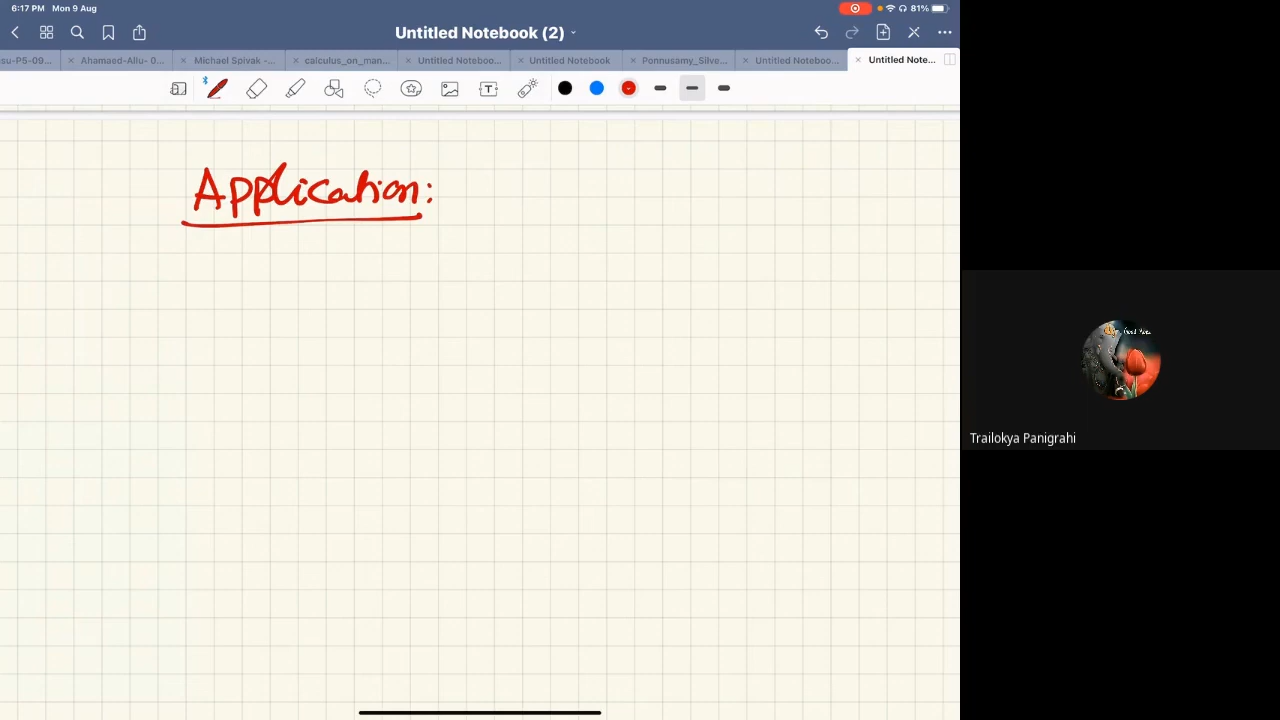 6:17 PM Mon 9 Aug 81%
Untitled Notebook (2)
su-P5-09... Ahamaed-Allu- 0... Michael Spivak -... calculus_on_man... Untitled Noteboo... Untitled Notebook Ponnusamy_Silve... Untitled Noteboo... Untitled Note...
Application:
Trailokya Panigrahi